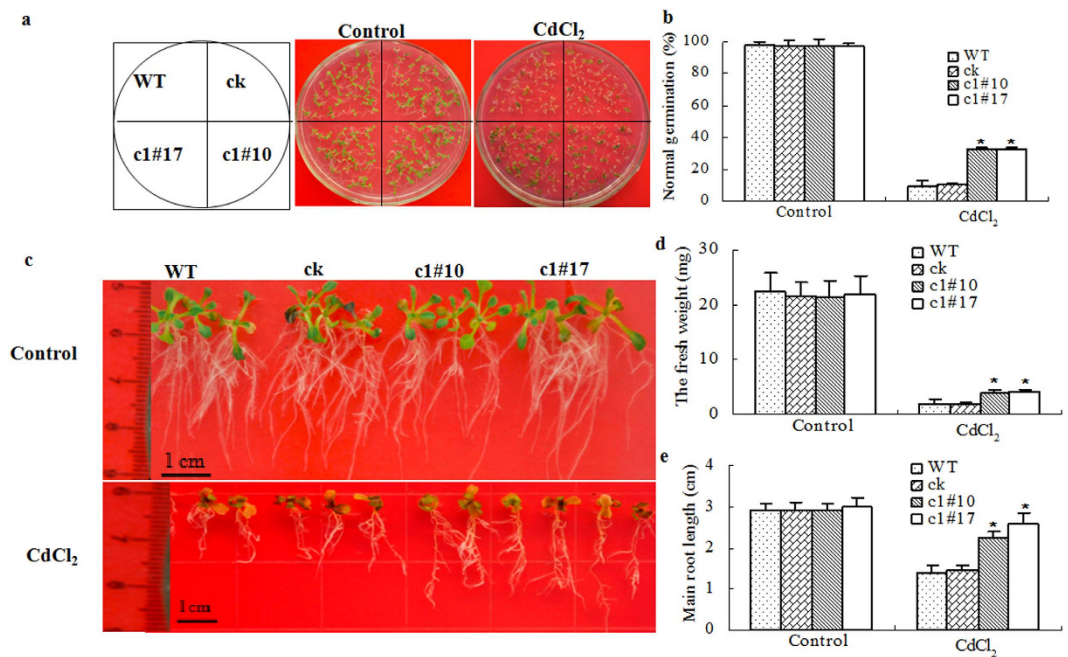 a
WT
ck
c1#17
c1#10
Control
CdCl₂
b
Normal germination (%)
100
80
60
40
20
0
WT
ck
c1#10
c1#17
*
*
Control
CdCl₂
c
WT
ck
c1#10
c1#17
Control
1 cm
CdCl₂
1 cm
d
The fresh weight (mg)
30
20
10
0
WT
ck
c1#10
c1#17
*
*
Control
CdCl₂
e
Main root length (cm)
4
3
2
1
0
WT
ck
c1#10
c1#17
*
*
Control
CdCl₂